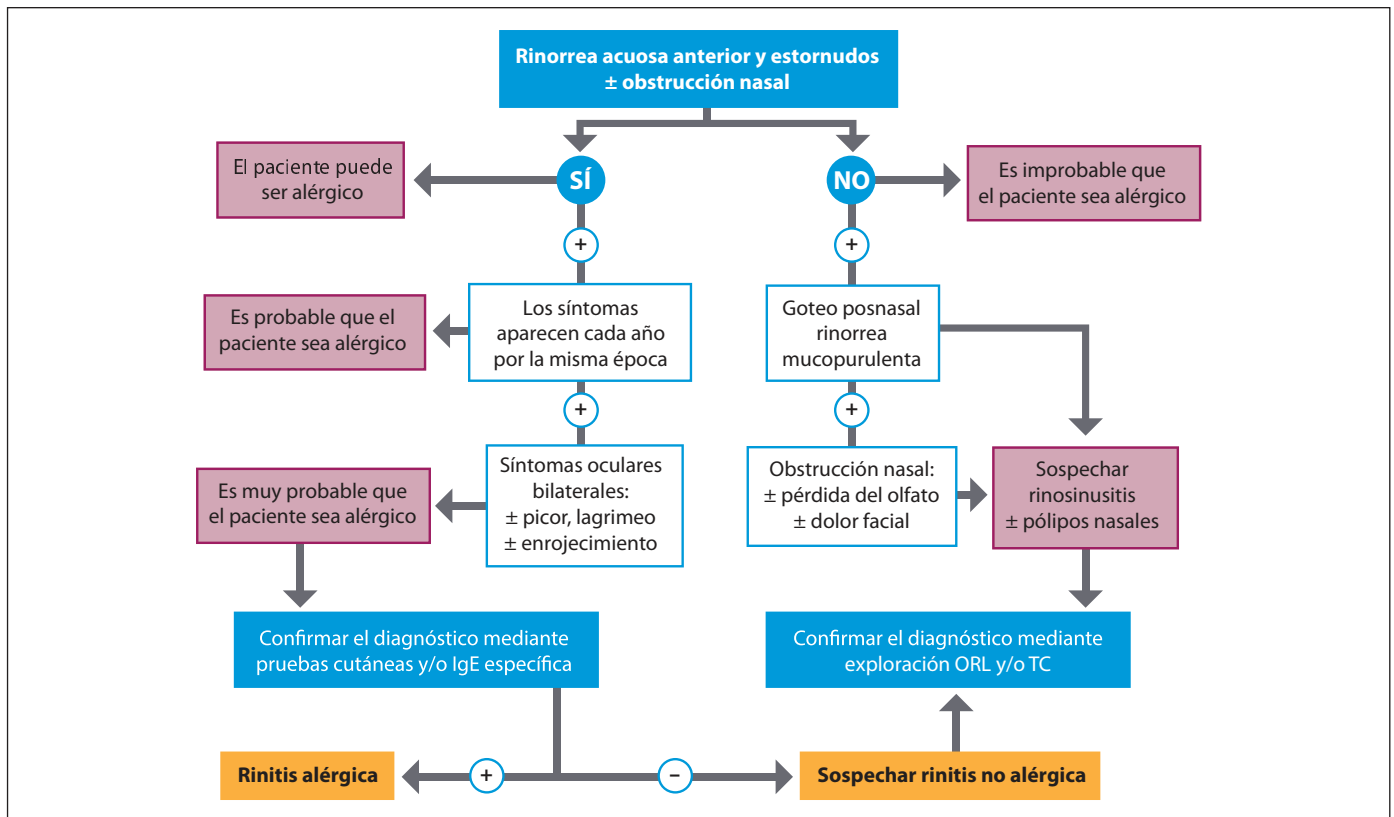 Rinorrea acuosa anterior y estornudos
± obstrucción nasal
El paciente puede
ser alérgico
SÍ
NO
Es improbable que
el paciente sea alérgico
+
+
Es probable que el
paciente sea alérgico
Los síntomas
aparecen cada año
por la misma época
Goteo posnasal
rinorrea
mucopurulenta
+
+
Es muy probable que
el paciente sea alérgico
Síntomas oculares
bilaterales:
± picor, lagrimeo
± enrojecimiento
Obstrucción nasal:
± pérdida del olfato
± dolor facial
Sospechar
rinosinusitis
± pólipos nasales
Confirmar el diagnóstico mediante
pruebas cutáneas y/o IgE específica
Confirmar el diagnóstico mediante
exploración ORL y/o TC
Rinitis alérgica
+
−
Sospechar rinitis no alérgica